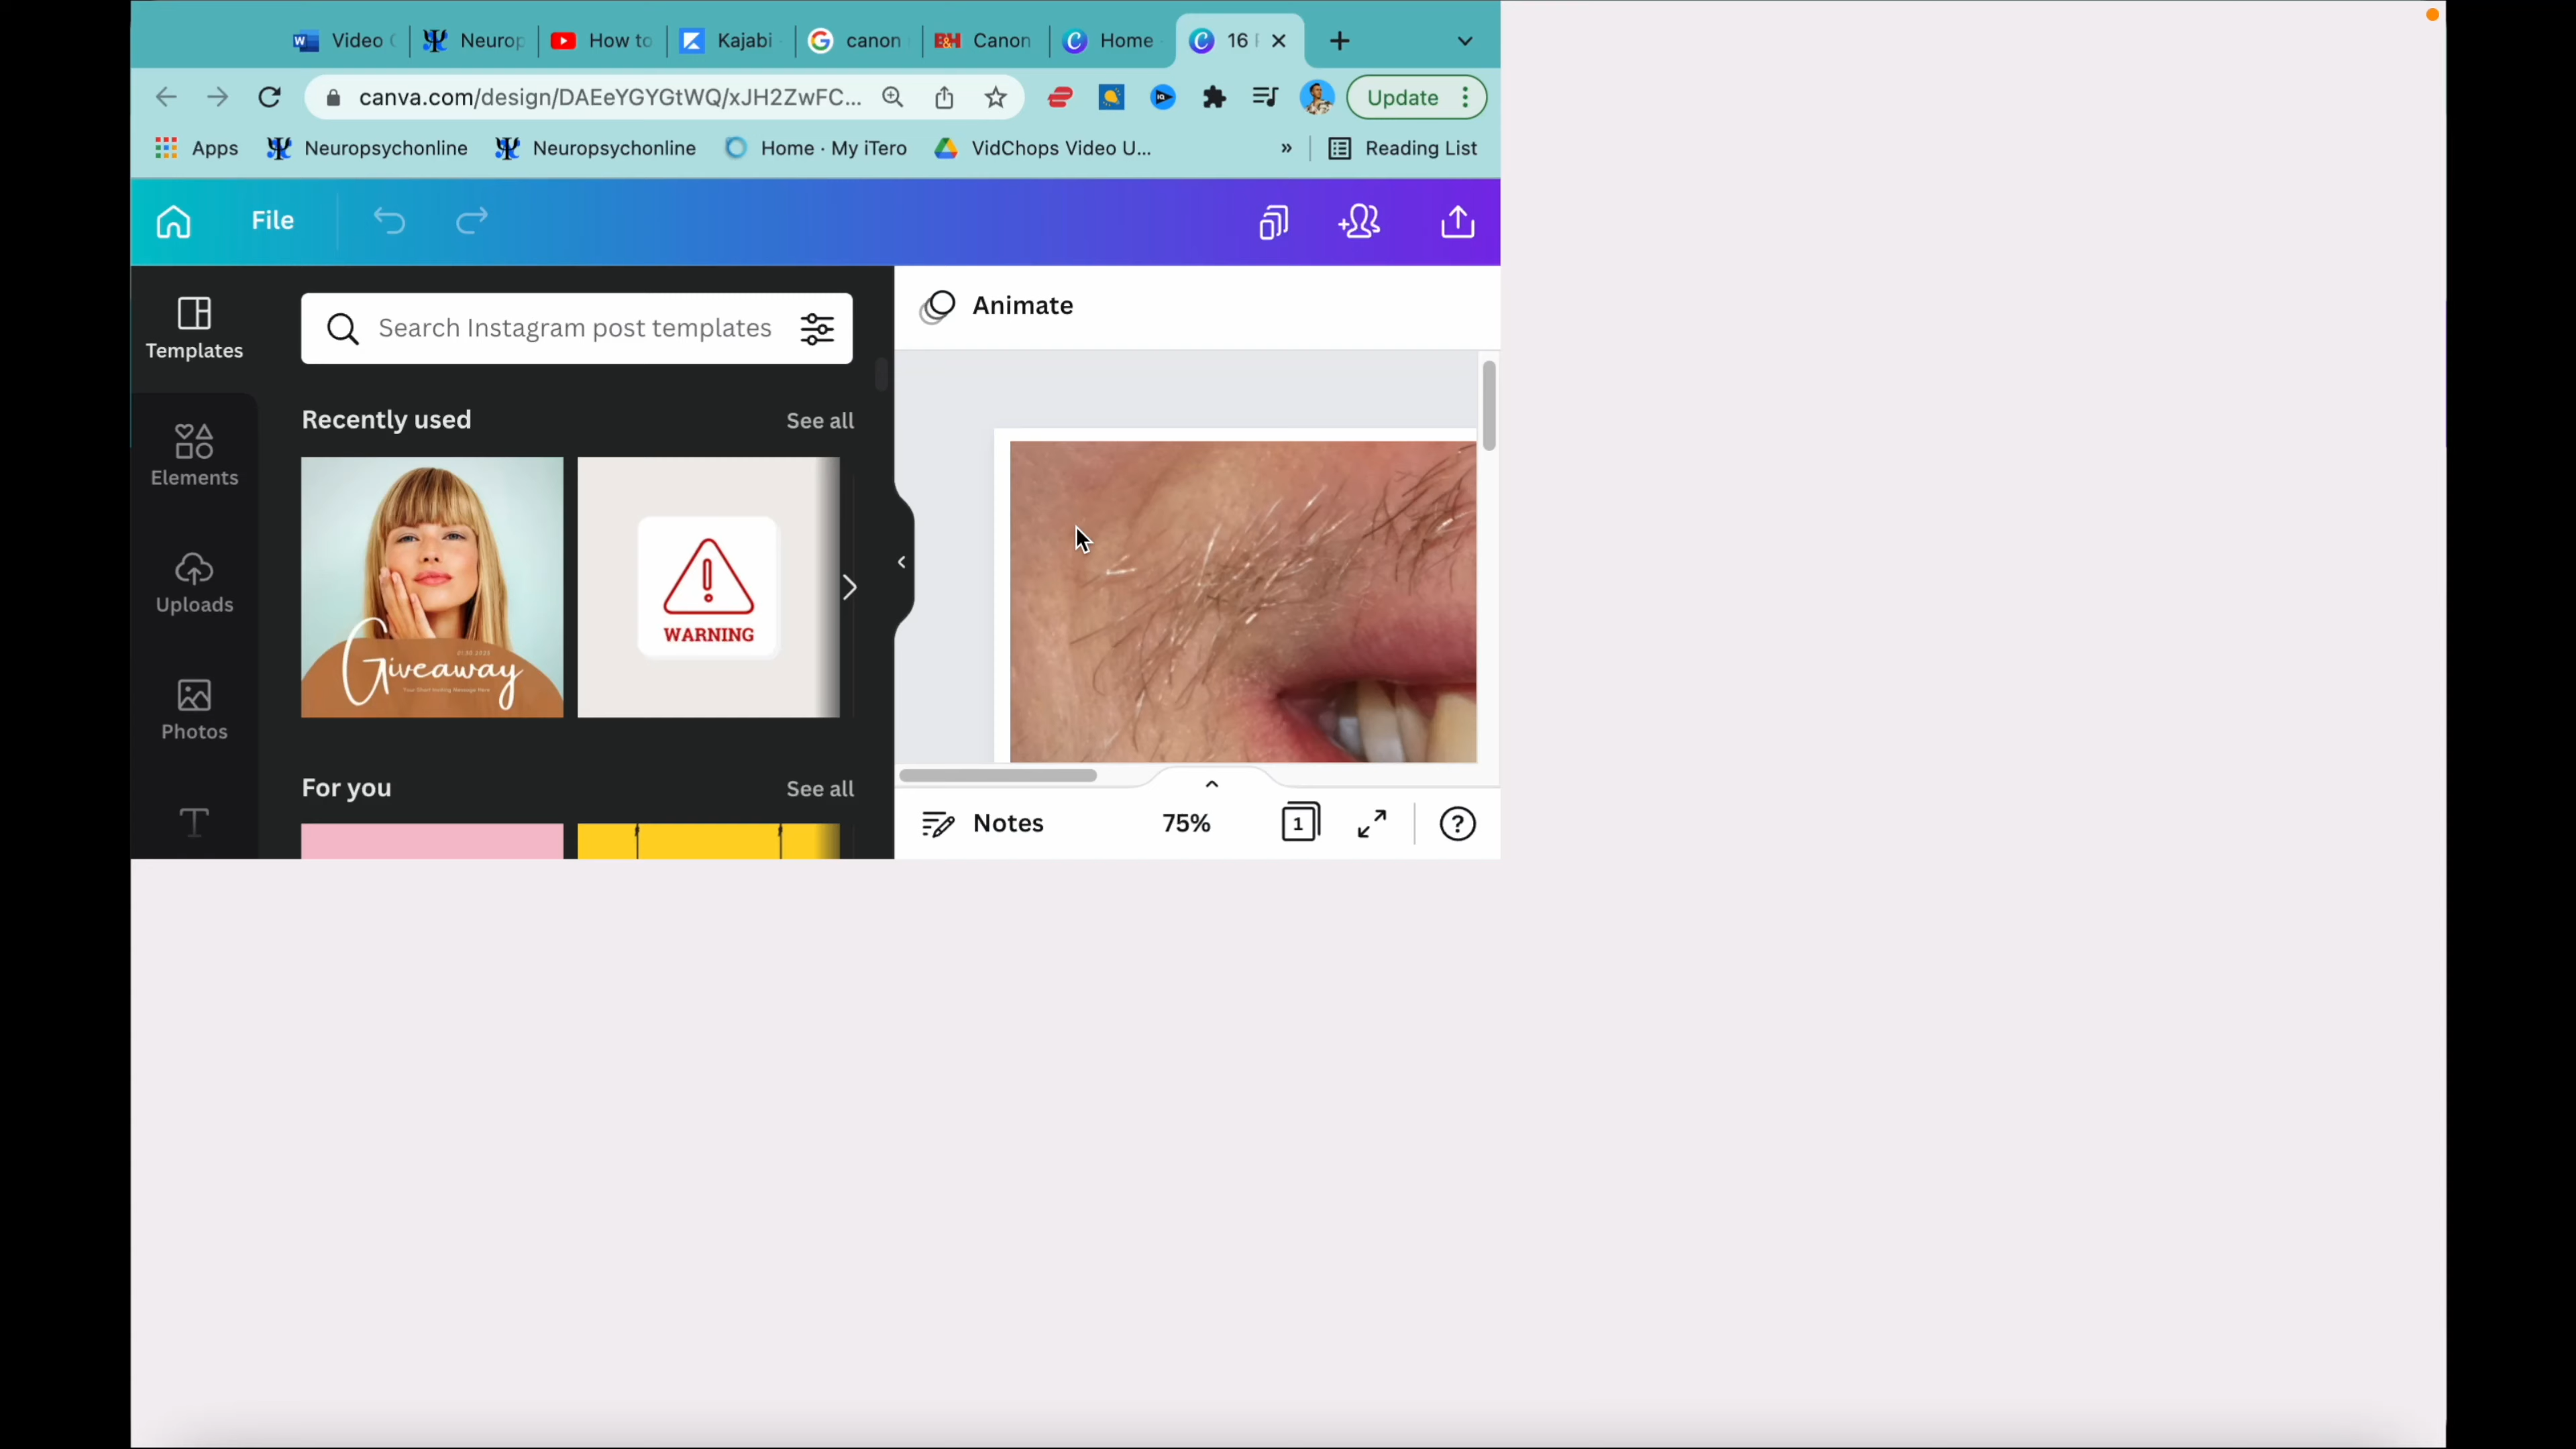 Video
Neurop
How to
Kajabi
canon
Canon
Home
16
canva.com/design/DAEeYGYGtWQ/xJH2ZwFC...
Update
Apps
Neuropsychonline
Neuropsychonline
Home · My iTero
VidChops Video U...
»
Reading List
File
Templates
Search Instagram post templates
Animate
Recently used
See all
Elements
Giveaway
WARNING
Uploads
Photos
For you
See all
Notes
75%
1
?